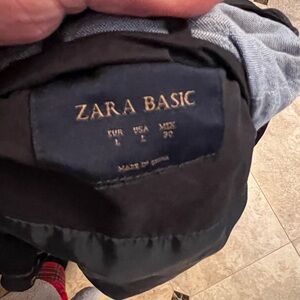 ZARA BASIC
EUR USA MEX
L L 30
MADE IN CHINA